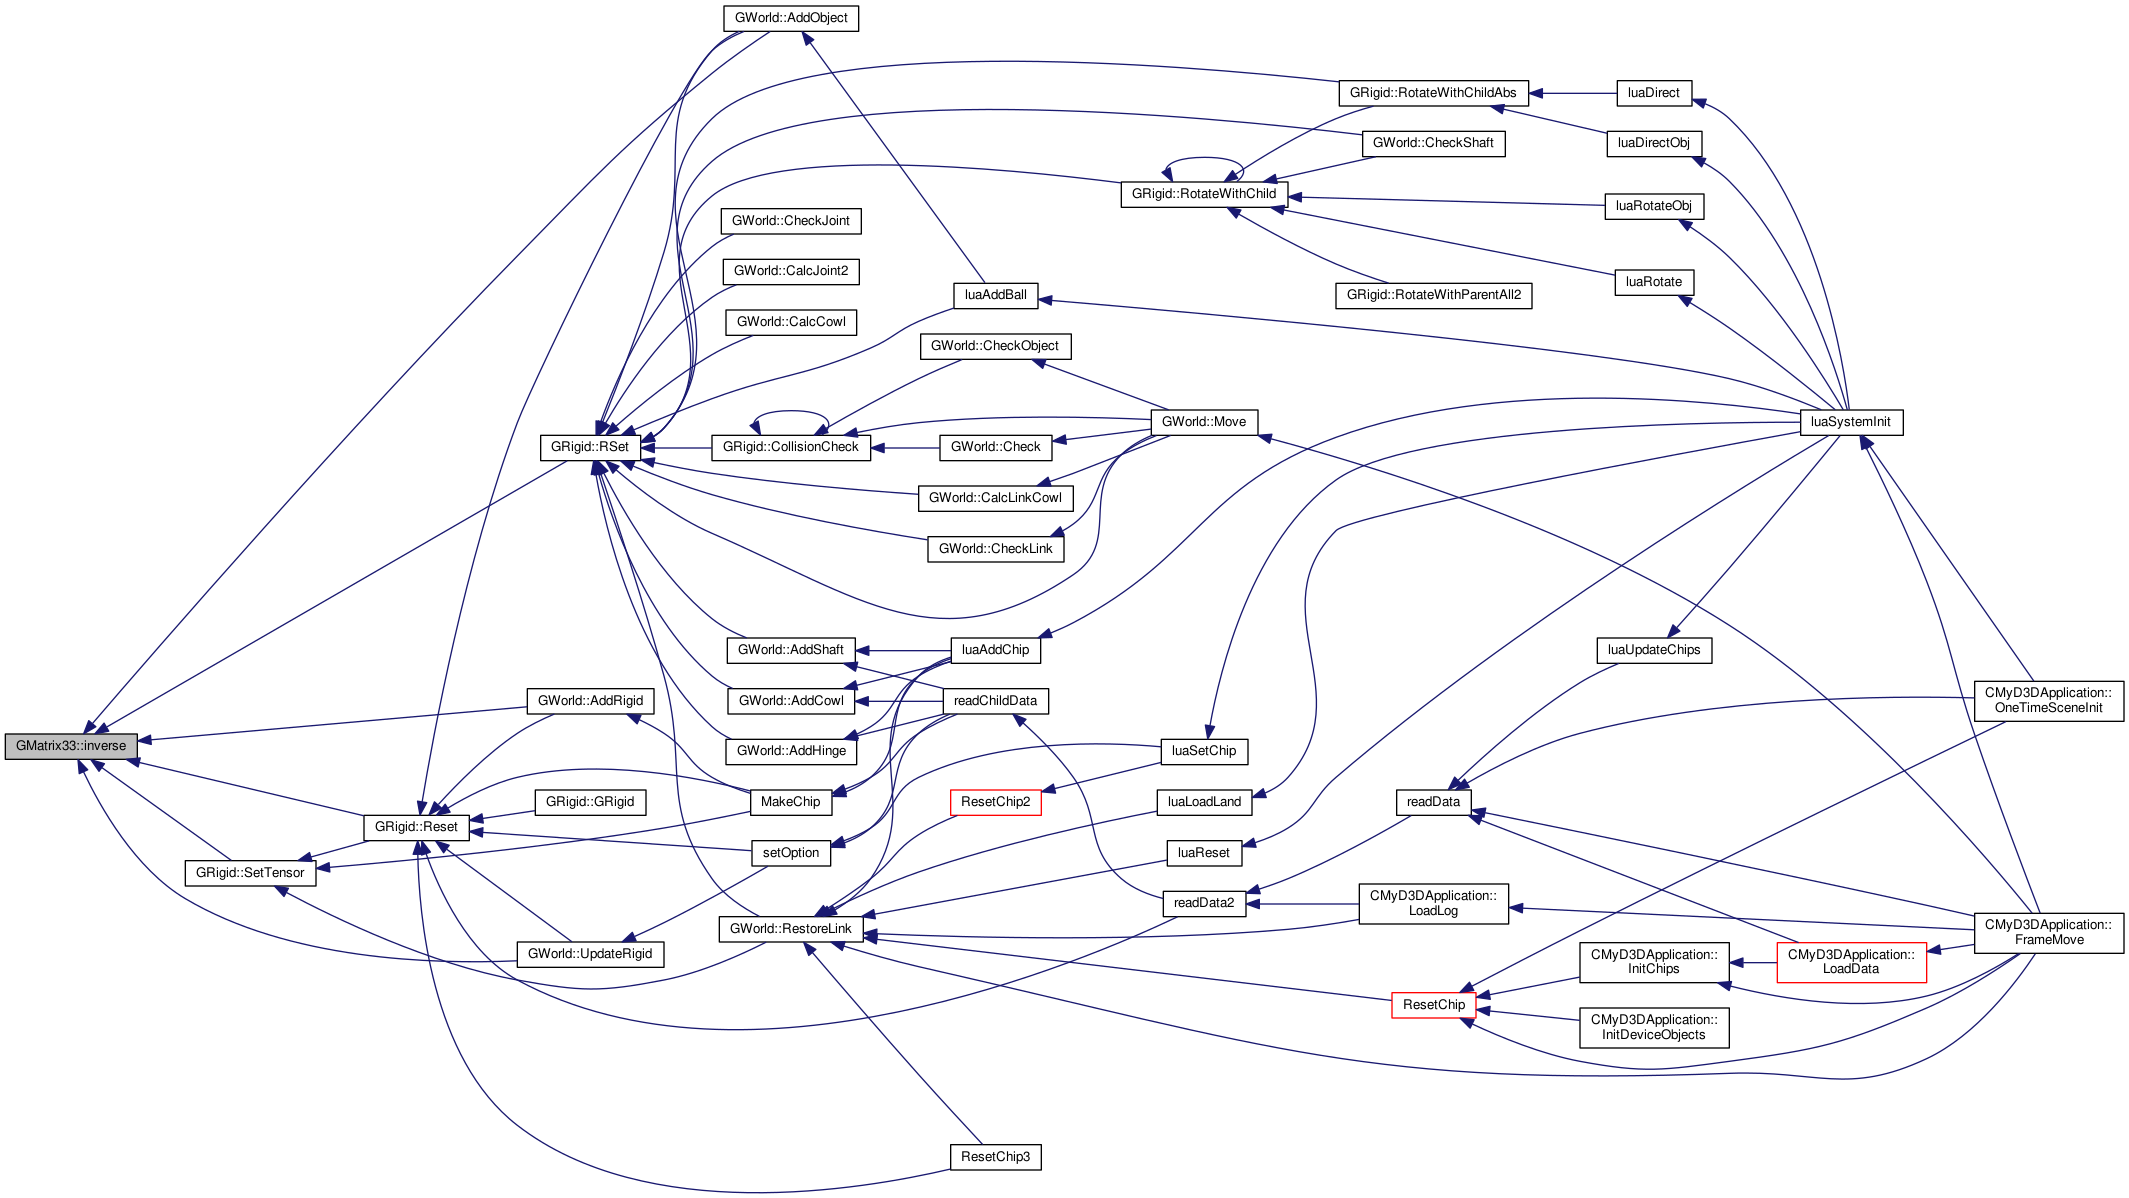 GWorld::AddObject
GRigid::RotateWithChildAbs
luaDirect
GWorld::CheckShaft
luaDirectObj
GRigid::RotateWithChild
luaRotateObj
GWorld::CheckJoint
GWorld::CalcJoint2
luaRotate
luaAddBall
GRigid::RotateWithParentAll2
GWorld::CalcCowl
GWorld::CheckObject
GWorld::Move
luaSystemInit
GRigid::RSet
GRigid::CollisionCheck
GWorld::Check
GWorld::CalcLinkCowl
GWorld::CheckLink
GWorld::AddShaft
luaAddChip
luaUpdateChips
GWorld::AddRigid
GWorld::AddCowl
readChildData
CMyD3DApplication::
OneTimeSceneInit
GMatrix33::inverse
GWorld::AddHinge
luaSetChip
GRigid::GRigid
MakeChip
ResetChip2
luaLoadLand
readData
GRigid::Reset
setOption
luaReset
GRigid::SetTensor
readData2
CMyD3DApplication::
LoadLog
GWorld::RestoreLink
CMyD3DApplication::
FrameMove
GWorld::UpdateRigid
CMyD3DApplication::
InitChips
CMyD3DApplication::
LoadData
ResetChip
CMyD3DApplication::
InitDeviceObjects
ResetChip3